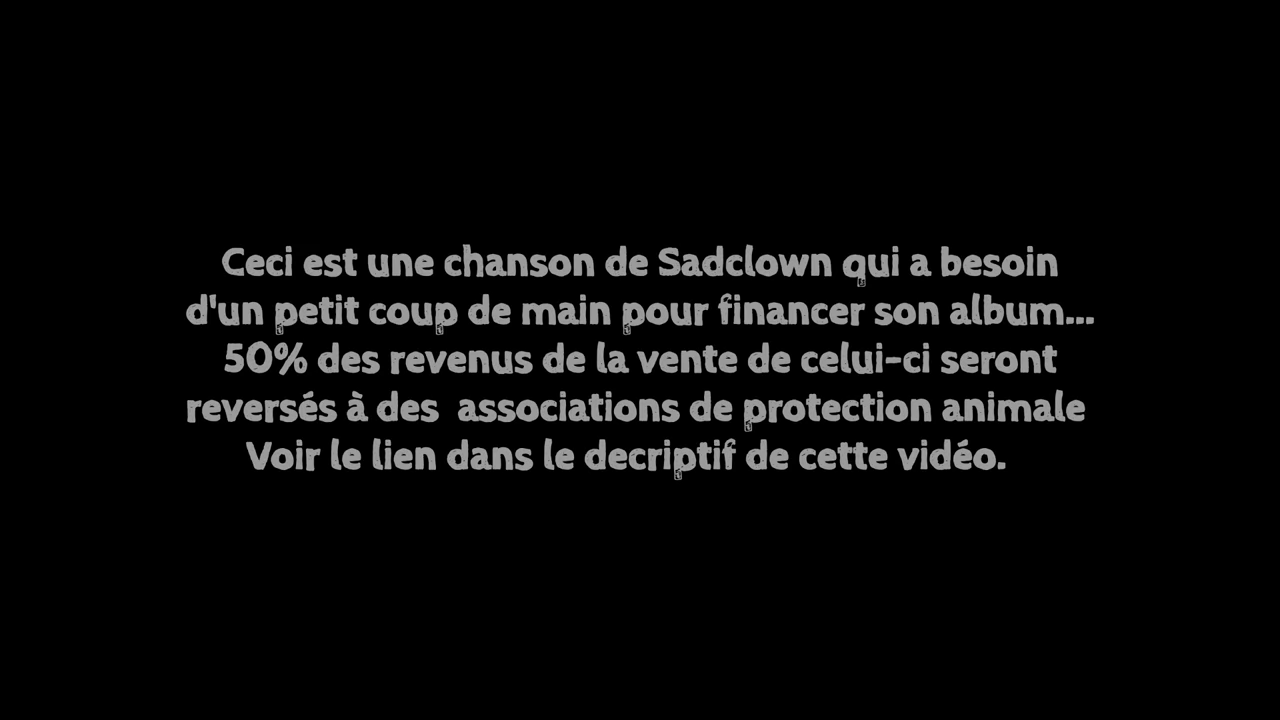 Ceci est une chanson de Sadclown qui a besoin
d'un petit coup de main pour financer son album...
50% des revenus de la vente de celui-ci seront
reversés à des  associations de protection animale
Voir le lien dans le decriptif de cette vidéo.